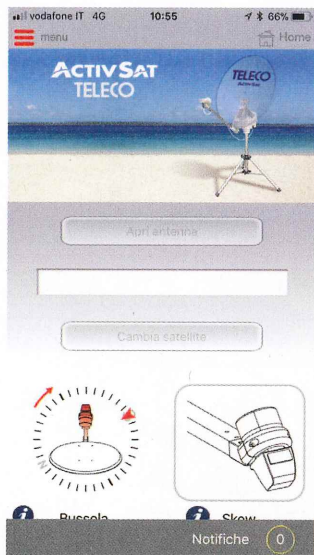 vodafone IT 4G 10:55 66%
menu Home
ACTIVSAT
TELECO
TELECO
ActivSat
Apri antenna
Cambia satellite
N
Bussola Skew
Notifiche 0